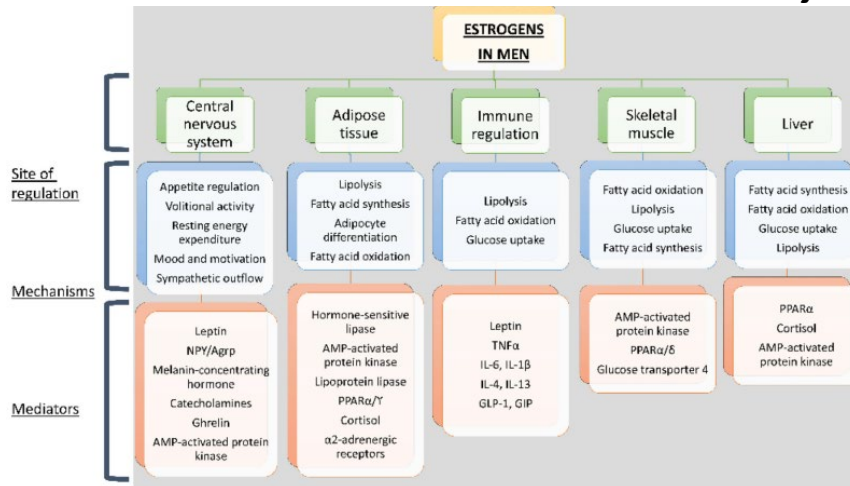 ESTROGENS
IN MEN
Central
nervous
system
Adipose
tissue
Immune
regulation
Skeletal
muscle
Liver
Site of
regulation
Appetite regulation
Volitional activity
Resting energy
expenditure
Mood and motivation
Sympathetic outflow
Lipolysis
Fatty acid synthesis
Adipocyte
differentiation
Fatty acid oxidation
Lipolysis
Fatty acid oxidation
Glucose uptake
Fatty acid oxidation
Lipolysis
Glucose uptake
Fatty acid synthesis
Fatty acid synthesis
Fatty acid oxidation
Glucose uptake
Lipolysis
Mechanisms
Leptin
NPY/Agrp
Melanin-concentrating
hormone
Catecholamines
Ghrelin
AMP-activated protein
kinase
Hormone-sensitive
lipase
AMP-activated
protein kinase
Lipoprotein lipase
PPARα/ϒ
Cortisol
α2-adrenergic
receptors
Leptin
TNFα
IL-6, IL-1β
IL-4, IL-13
GLP-1, GIP
AMP-activated
protein kinase
PPARα/δ
Glucose transporter 4
PPARα
Cortisol
AMP-activated
protein kinase
Mediators